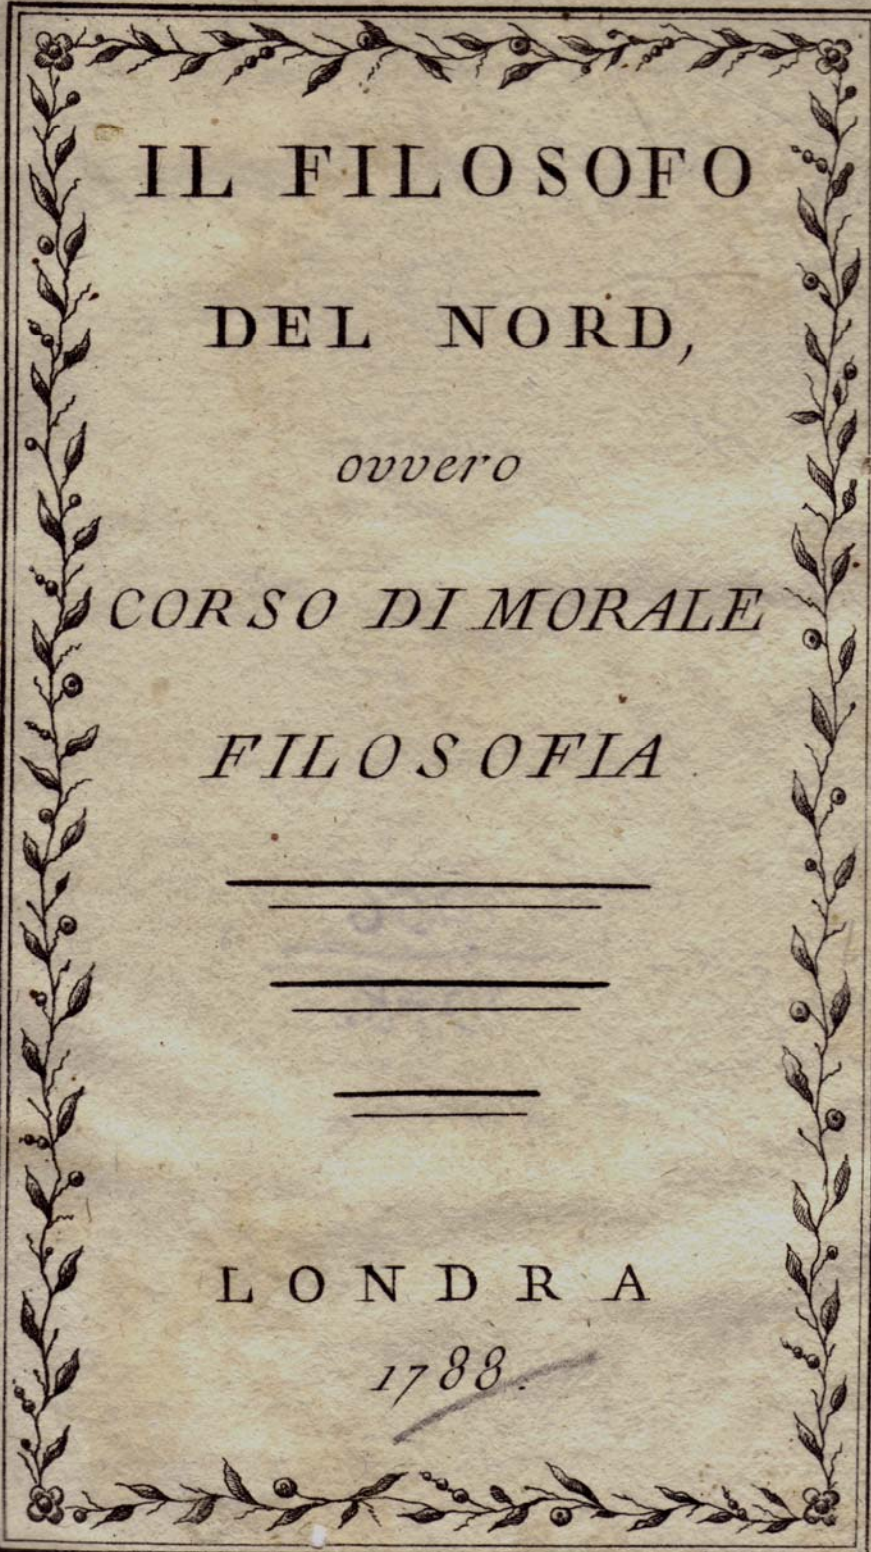 IL FILOSOFO
DEL NORD,
ovvero
CORSO DI MORALE
FILOSOFIA
LONDRA
1788.